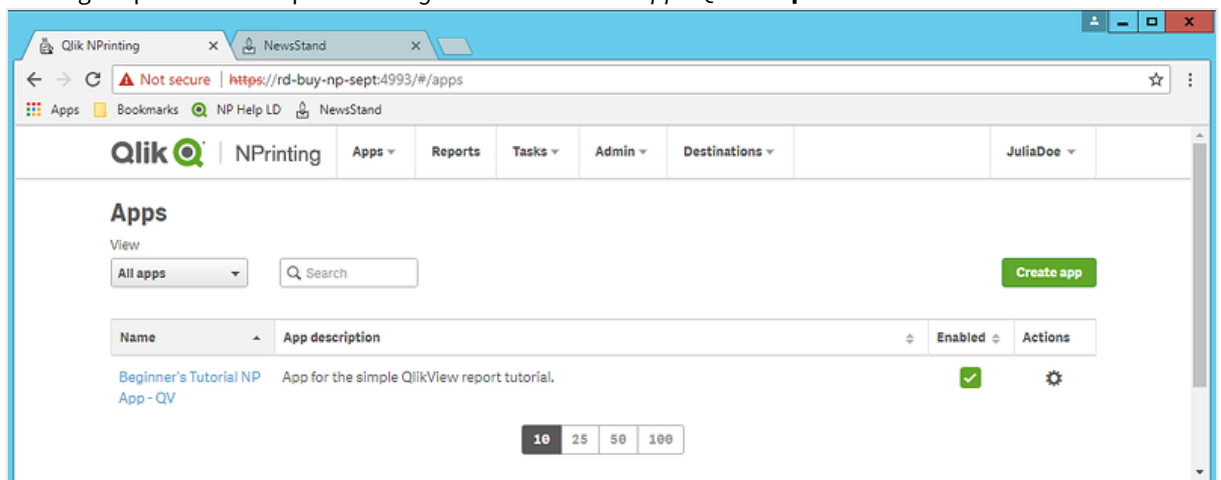 Qlik NPrinting
NewsStand
Not secure | https://rd-buy-np-sept:4993/#/apps
Apps Bookmarks NP Help LD NewsStand
Qlik NPrinting Apps Reports Tasks Admin Destinations JuliaDoe
Apps
View
All apps Search Create app
Name App description Enabled Actions
Beginner's Tutorial NP App for the simple QlikView report tutorial.
App - QV
10 25 50 100